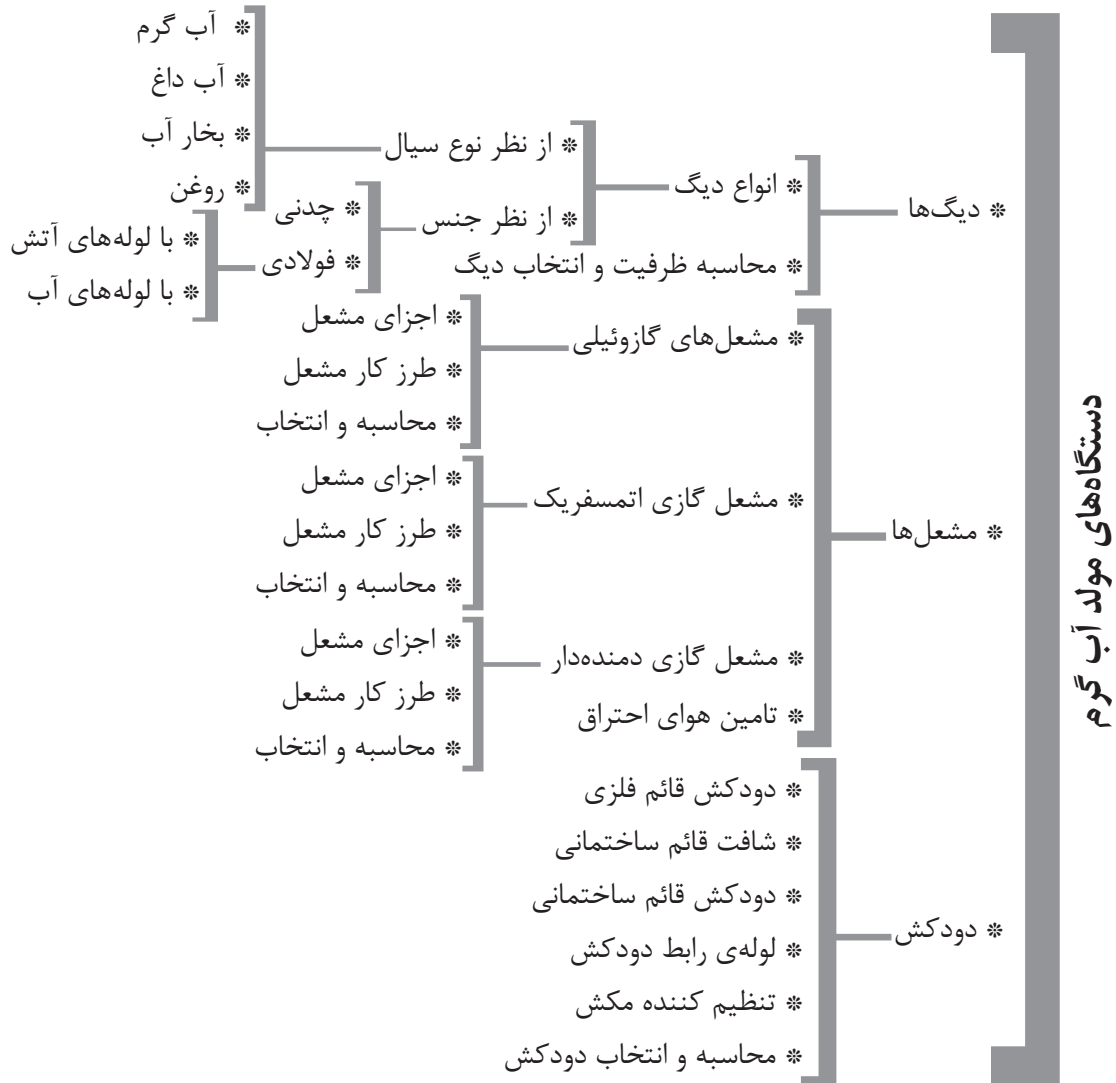 دستگاه‌های مولد آب گرم
❊ دیگ‌ها
❊ انواع دیگ
❊ از نظر نوع سیال
❊ آب گرم
❊ آب داغ
❊ بخار آب
❊ روغن
❊ از نظر جنس
❊ چدنی
❊ فولادی
❊ با لوله‌های آتش
❊ با لوله‌های آب
❊ محاسبه ظرفیت و انتخاب دیگ
❊ مشعل‌ها
❊ مشعل‌های گازوئیلی
❊ اجزای مشعل
❊ طرز کار مشعل
❊ محاسبه و انتخاب
❊ مشعل گازی اتمسفریک
❊ اجزای مشعل
❊ طرز کار مشعل
❊ محاسبه و انتخاب
❊ مشعل گازی دمنده‌دار
❊ اجزای مشعل
❊ طرز کار مشعل
❊ محاسبه و انتخاب
❊ تامین هوای احتراق
❊ دودکش
❊ دودکش قائم فلزی
❊ شافت قائم ساختمانی
❊ دودکش قائم ساختمانی
❊ لوله‌ی رابط دودکش
❊ تنظیم کننده مکش
❊ محاسبه و انتخاب دودکش